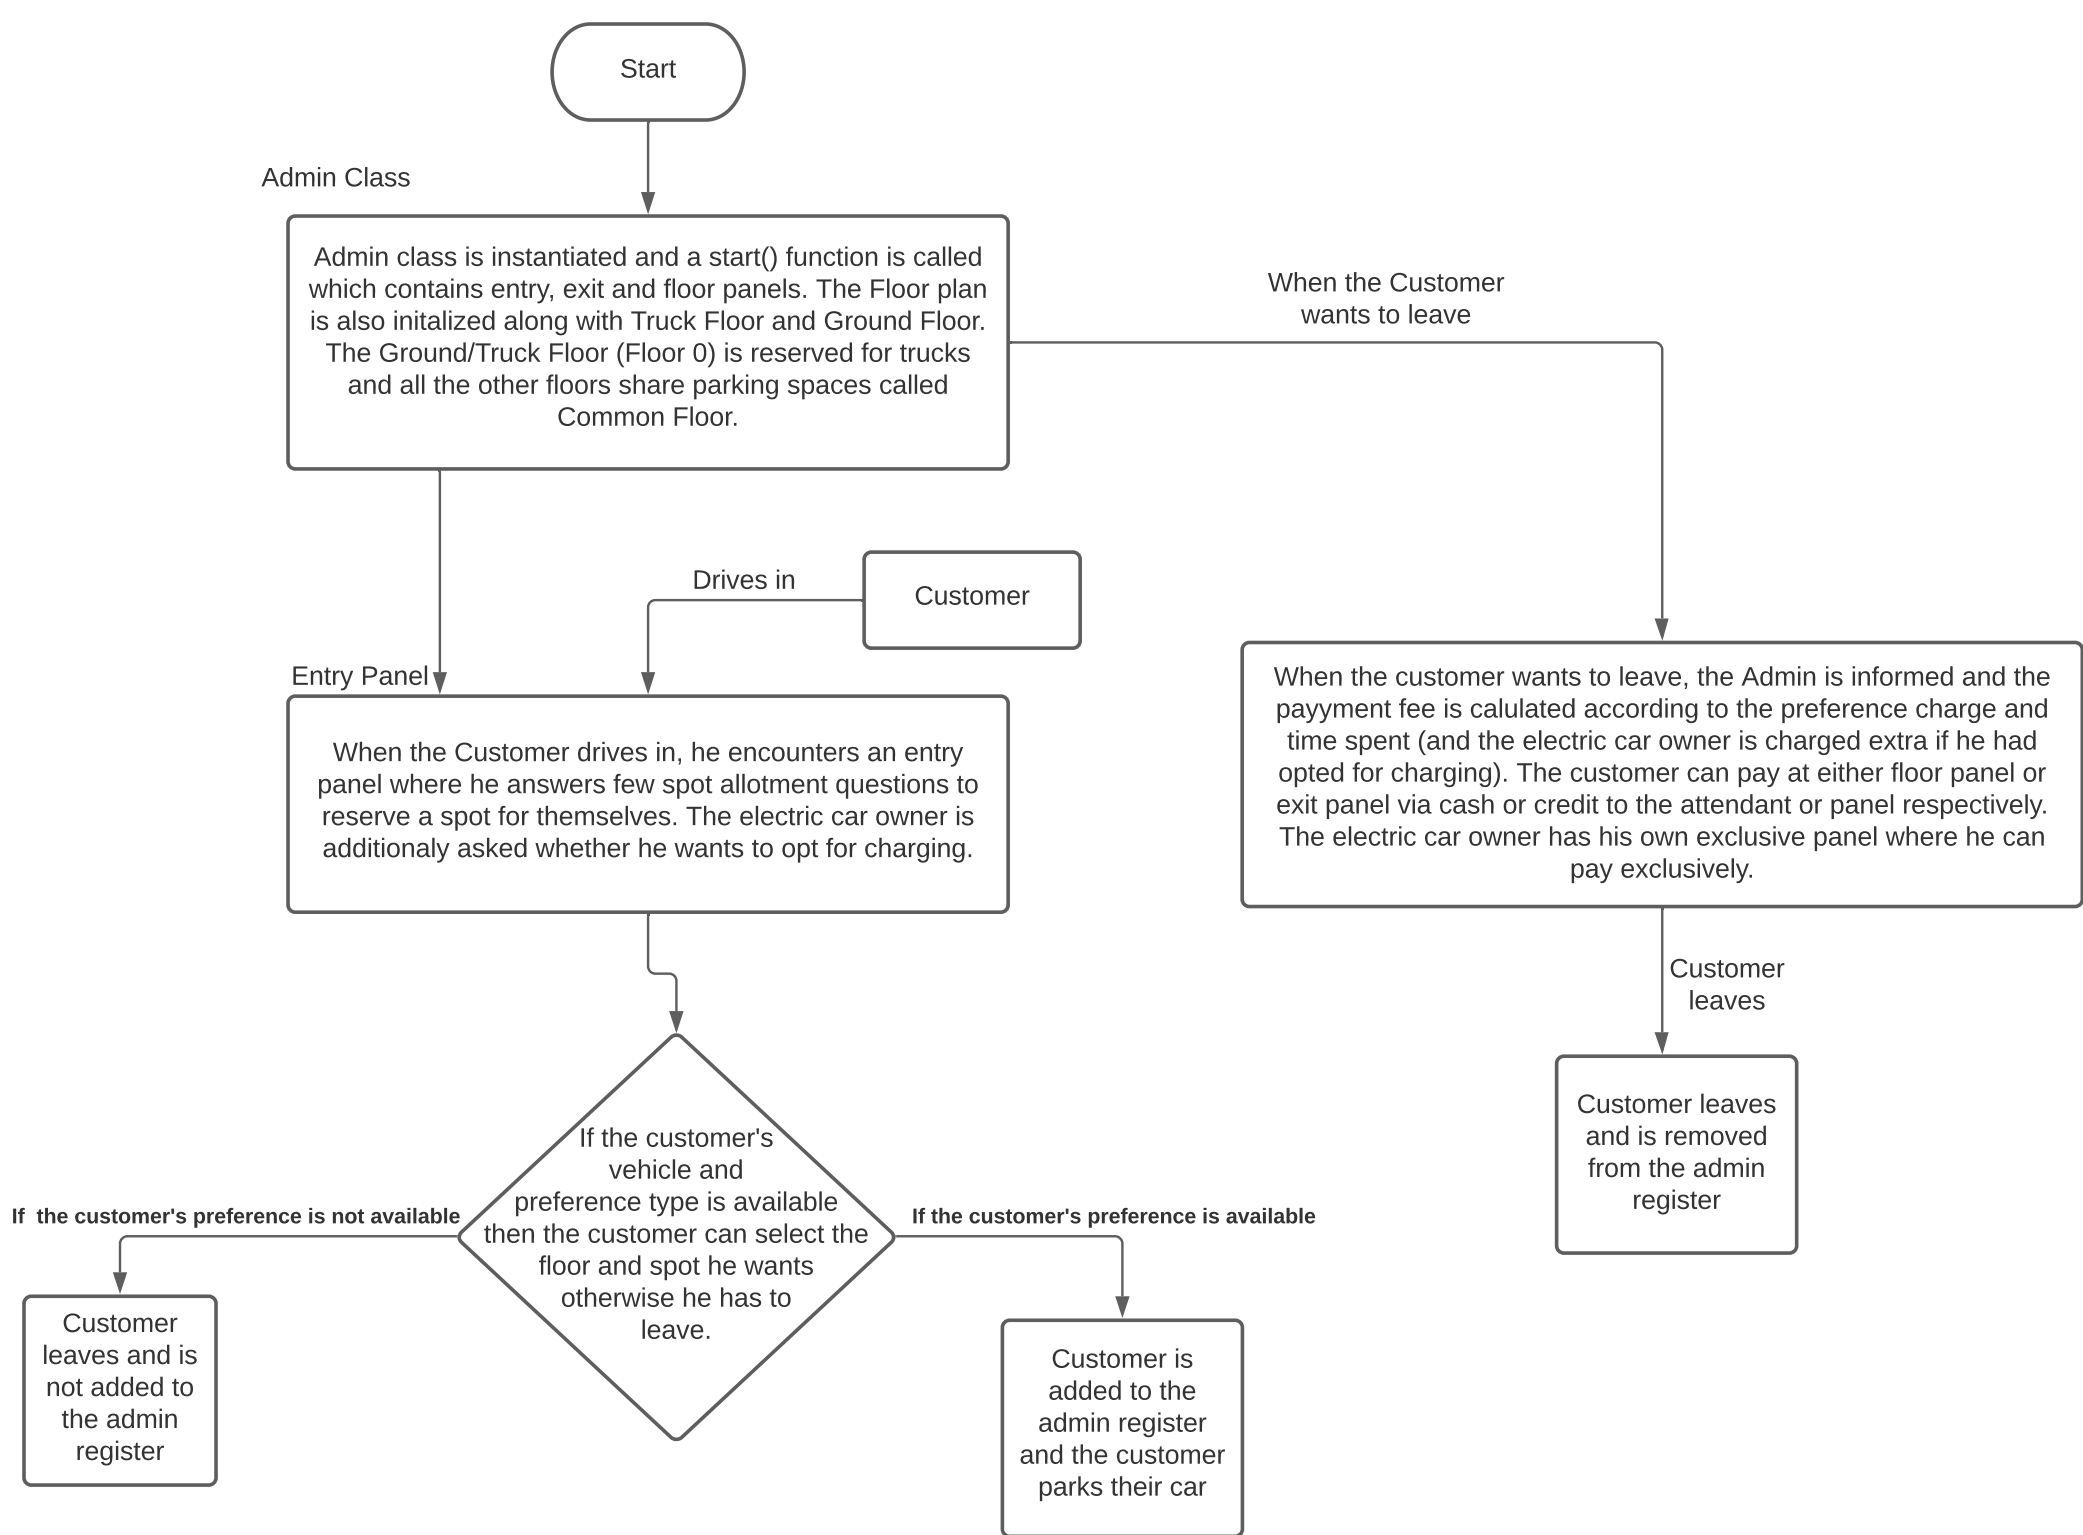 Start
Admin Class
Admin class is instantiated and a start() function is called
which contains entry, exit and floor panels. The Floor plan
is also initalized along with Truck Floor and Ground Floor.
The Ground/Truck Floor (Floor 0) is reserved for trucks
and all the other floors share parking spaces called
Common Floor.
When the Customer
wants to leave
Drives in
Customer
Entry Panel
When the Customer drives in, he encounters an entry
panel where he answers few spot allotment questions to
reserve a spot for themselves. The electric car owner is
additionaly asked whether he wants to opt for charging.
When the customer wants to leave, the Admin is informed and the
payyment fee is calulated according to the preference charge and
time spent (and the electric car owner is charged extra if he had
opted for charging). The customer can pay at either floor panel or
exit panel via cash or credit to the attendant or panel respectively.
The electric car owner has his own exclusive panel where he can
pay exclusively.
Customer
leaves
Customer leaves
and is removed
from the admin
register
If the customer's
vehicle and
preference type is available
then the customer can select the
floor and spot he wants
otherwise he has to
leave.
If  the customer's preference is not available
If the customer's preference is available
Customer
leaves and is
not added to
the admin
register
Customer is
added to the
admin register
and the customer
parks their car